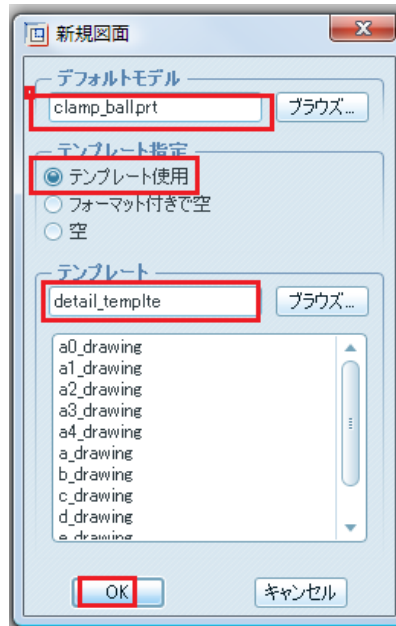 新規図面
デフォルトモデル
clamp_ball.prt ブラウズ...
テンプレート指定
テンプレート使用
フォーマット付きで空
空
テンプレート
detail_templte ブラウズ...
a0_drawing
a1_drawing
a2_drawing
a3_drawing
a4_drawing
a_drawing
b_drawing
c_drawing
d_drawing
e_drawing
OK キャンセル